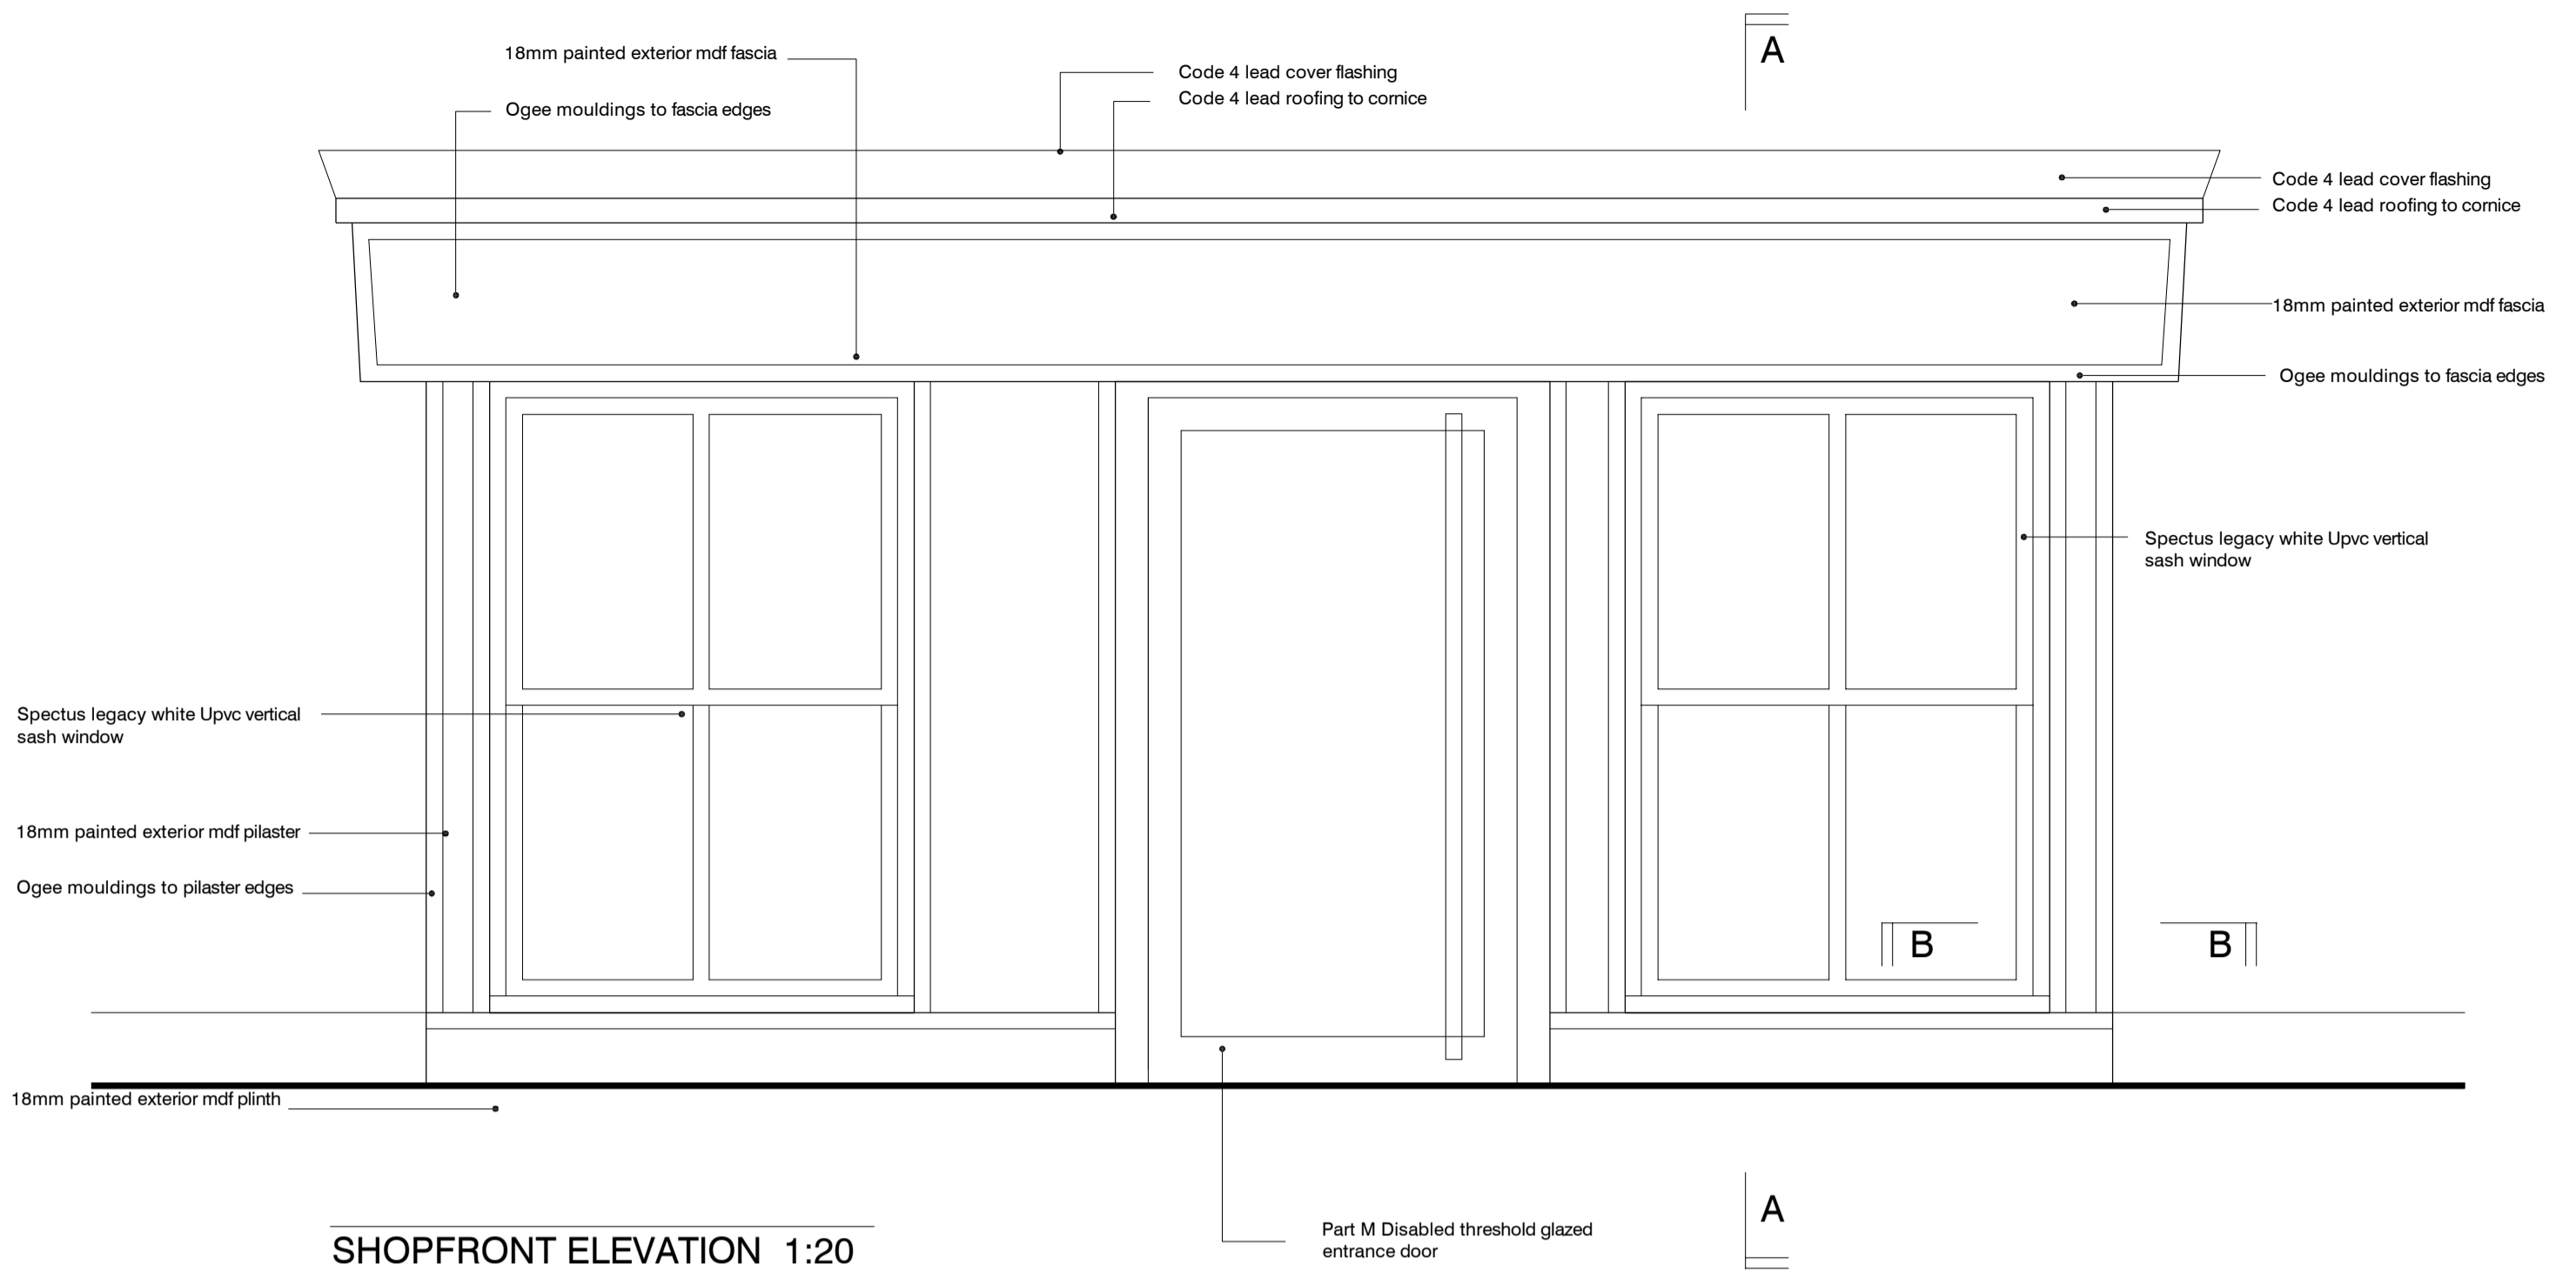 A
18mm painted exterior mdf fascia
Code 4 lead cover flashing
Code 4 lead roofing to cornice
Ogee mouldings to fascia edges
Code 4 lead cover flashing
Code 4 lead roofing to cornice
18mm painted exterior mdf fascia
Ogee mouldings to fascia edges
Spectus legacy white Upvc vertical
sash window
Spectus legacy white Upvc vertical
sash window
18mm painted exterior mdf pilaster
Ogee mouldings to pilaster edges
B
B
18mm painted exterior mdf plinth
A
Part M Disabled threshold glazed
entrance door
SHOPFRONT ELEVATION 1:20